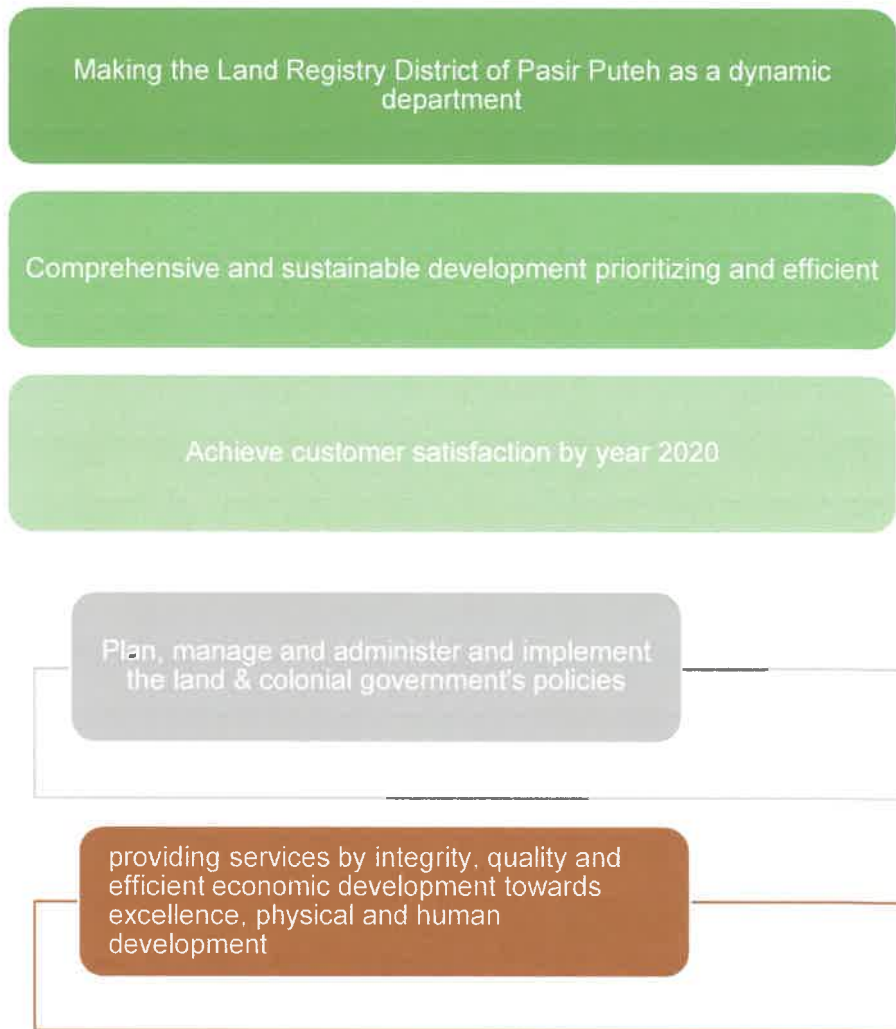 Making the Land Registry District of Pasir Puteh as a dynamic
department
Comprehensive and sustainable development prioritizing and efficient
Achieve customer satisfaction by year 2020
Plan, manage and administer and implement
the land & colonial government's policies
providing services by integrity, quality and
efficient economic development towards
excellence, physical and human
development